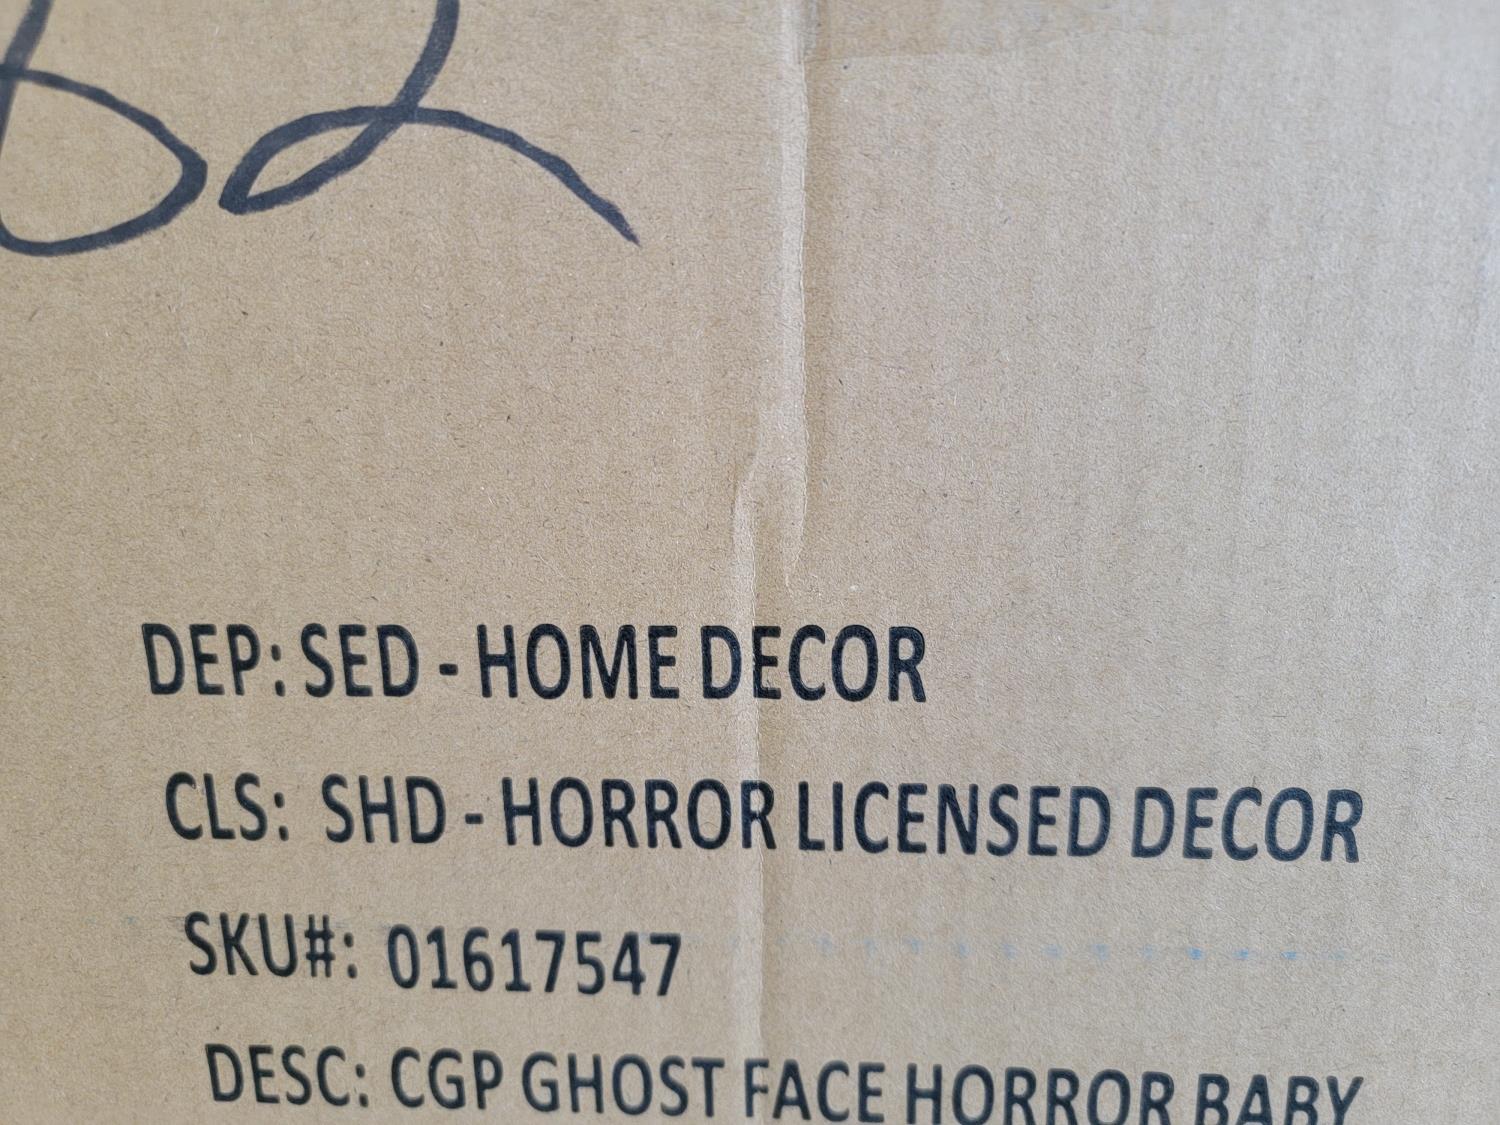 DEP: SED - HOME DECOR
CLS: SHD - HORROR LICENSED DECOR
SKU#: 01617547
DESC: CGP GHOST FACE HORROR BABY